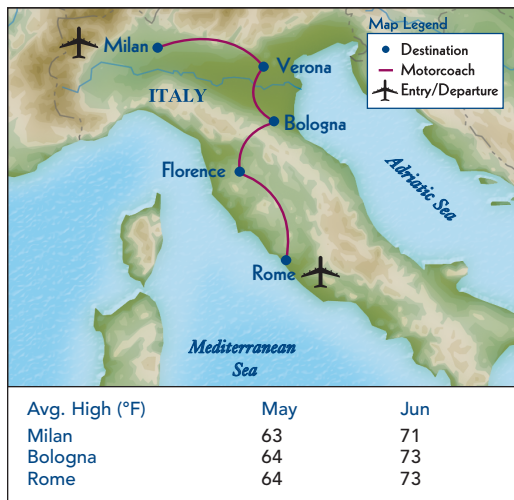 Map Legend
Destination
Motorcoach
Entry/Departure
Milan
Verona
ITALY
Bologna
Florence
Adriatic Sea
Rome
Mediterranean
Sea
Avg. High (°F) May Jun
Milan 63 71
Bologna 64 73
Rome 64 73